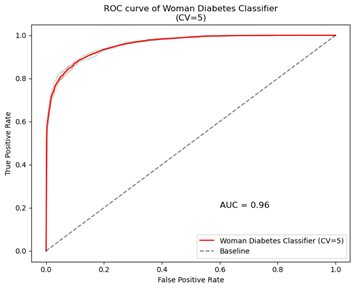 ROC curve of Woman Diabetes Classifier
(CV=5)
True Positive Rate
1.0
0.8
0.6
0.4
0.2
0.0
AUC = 0.96
Woman Diabetes Classifier (CV=5)
Baseline
0.0 0.2 0.4 0.6 0.8 1.0
False Positive Rate